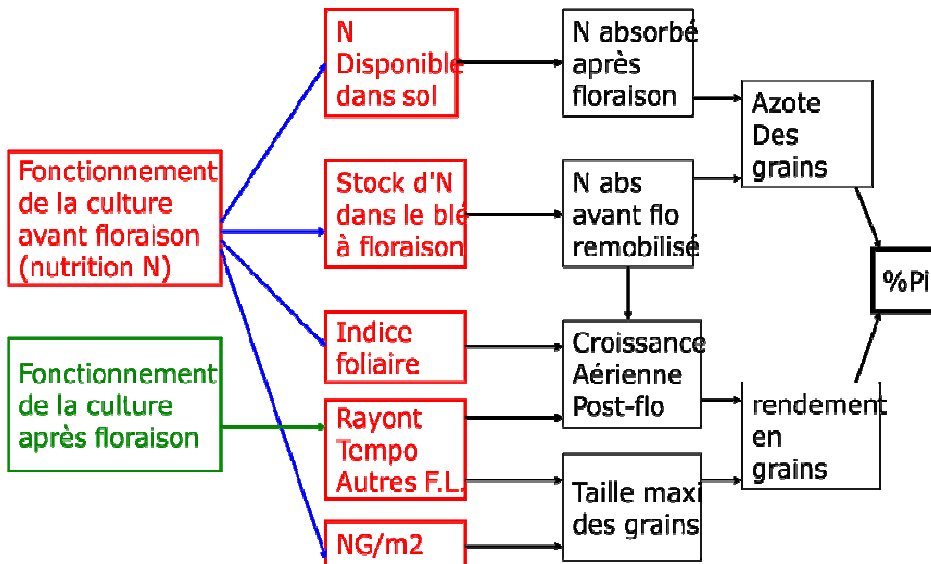 Fonctionnement
de la culture
avant floraison
(nutrition N)
Fonctionnement
de la culture
après floraison
N
Disponible
dans sol
Stock d'N
dans le blé
à floraison
Indice
foliaire
Rayont
Tempo
Autres F.L.
NG/m2
N absorbé
après
floraison
N abs
avant flo
remobilisé
Croissance
Aérienne
Post-flo
Taille maxi
des grains
Azote
Des
grains
rendement
en
grains